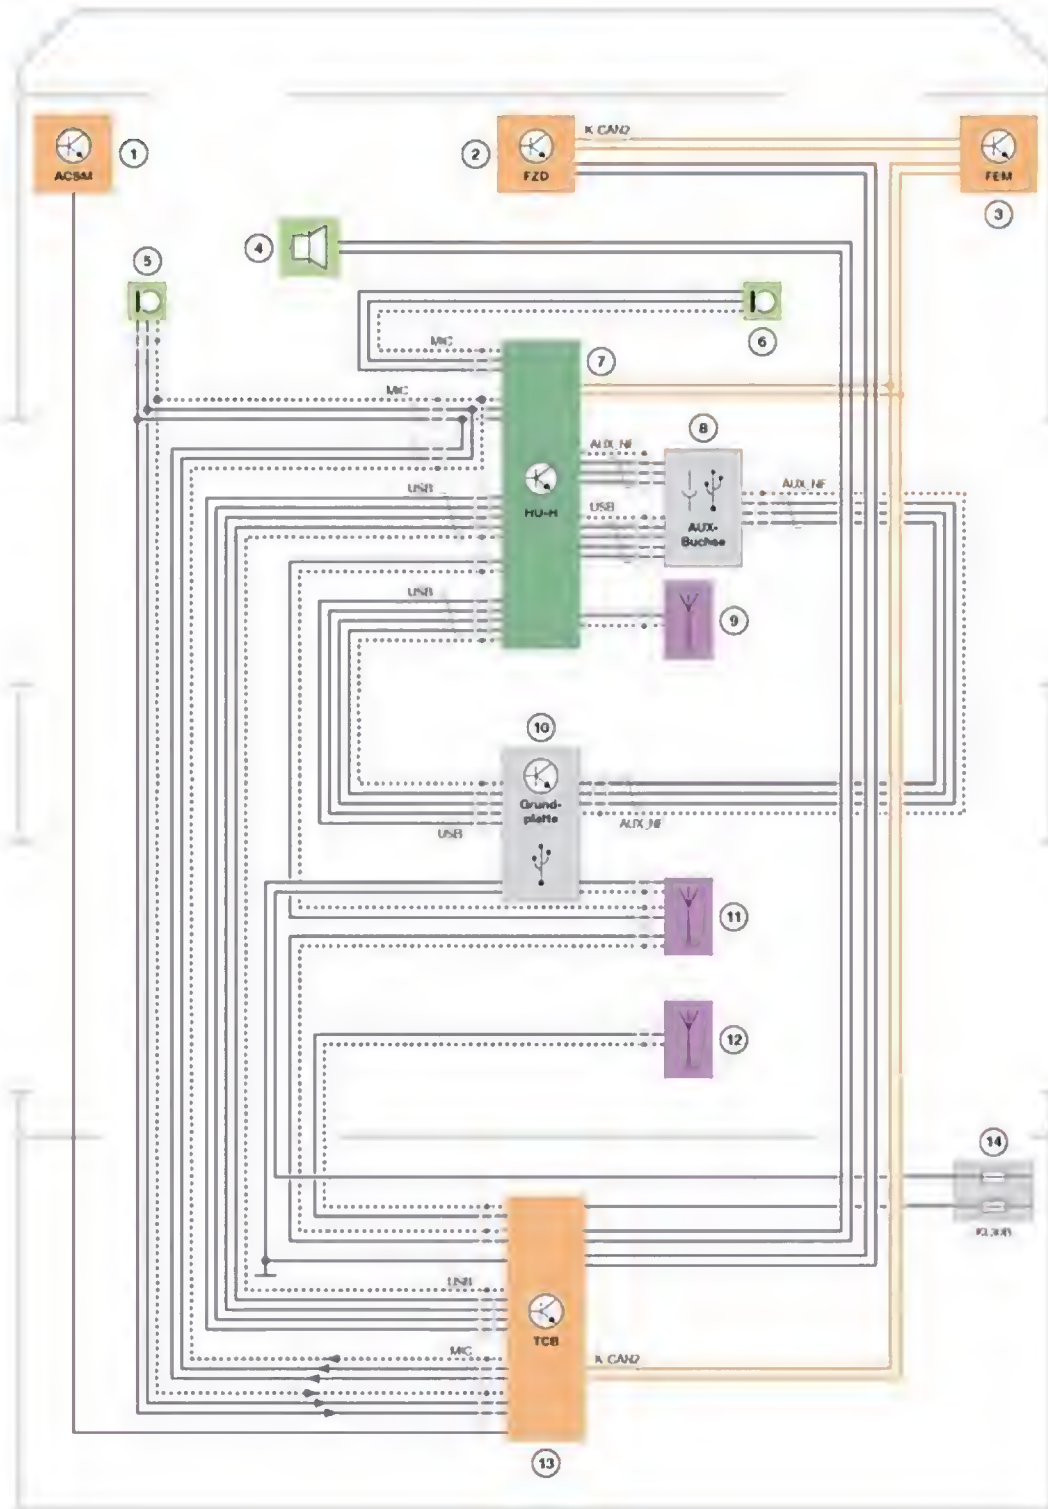 K CAN2
ACSM
1
2
FZD
FEM
3
4
5
6
MIC
7
MIC
8
AUX_NF
USB
HU-H
USB
AUX-
Buchse
AUX_NF
USB
9
10
Grund-
platte
USB
AUX_NF
11
12
14
KL30B
USB
TCB
MIC
K CAN2
13